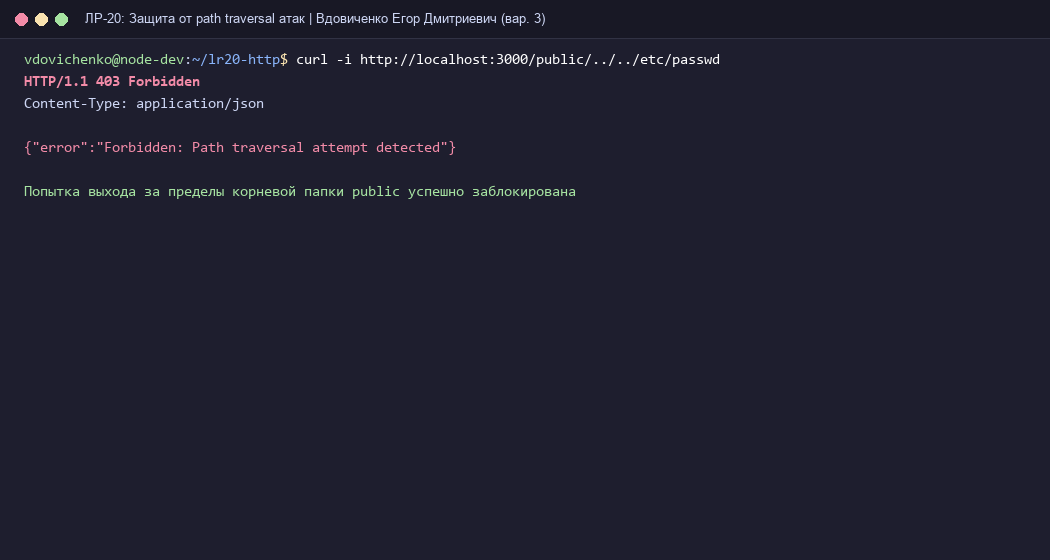 ЛР-20: Защита от path traversal атак | Вдовиченко Егор Дмитриевич (вар. 3)
vdovichenko@node-dev:~/lr20-http$ curl -i http://localhost:3000/public/../../etc/passwd
HTTP/1.1 403 Forbidden
Content-Type: application/json
{"error":"Forbidden: Path traversal attempt detected"}
Попытка выхода за пределы корневой папки public успешно заблокирована